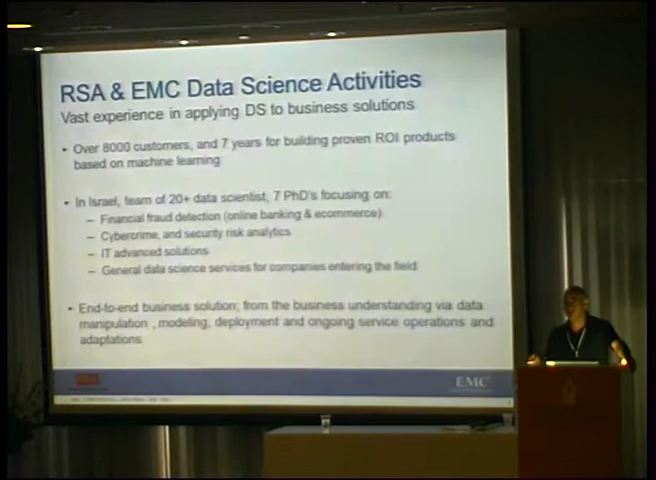 RSA & EMC Data Science Activities
Vast experience in applying DS to business solutions
• Over 8000 customers, and 7 years for building proven ROI products
based on machine learning
• In Israel, team of 20+ data scientist, 7 PhD's focusing on:
– Financial fraud detection (online banking & ecommerce)
– Cybercrime, and security risk analytics
– IT advanced solutions
– General data science services for companies entering the field
• End-to-end business solution; from the business understanding via data
manipulation , modeling, deployment and ongoing service operations and
adaptations
RSA
EMC